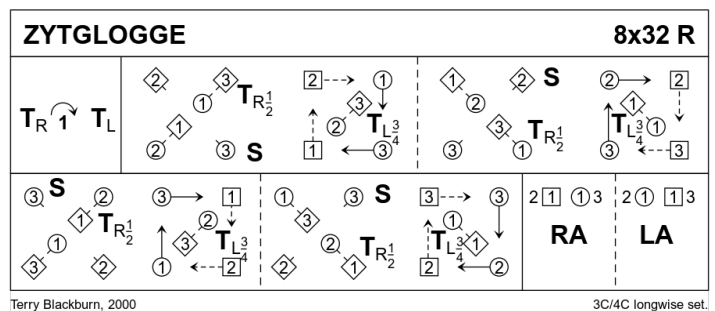 ZYTGLOGGE
8x32 R
TR 1 TL
2 3
1 TR1/2
1
2 3 S
2 1
3
2 TL3/4
1 3
1 2 S
2
3 TR1/2
3 1
2 2
1 1 TL3/4
3 3
3 S 2
1 TR1/2
1
3 2
3 1
2
3 TL3/4
1 2
1 3 S
3
2 TR1/2
2 1
3 3
1
1 TL3/4
2 2
2 1 1 3
RA
2 1 1 3
LA
Terry Blackburn, 2000
3C/4C longwise set.